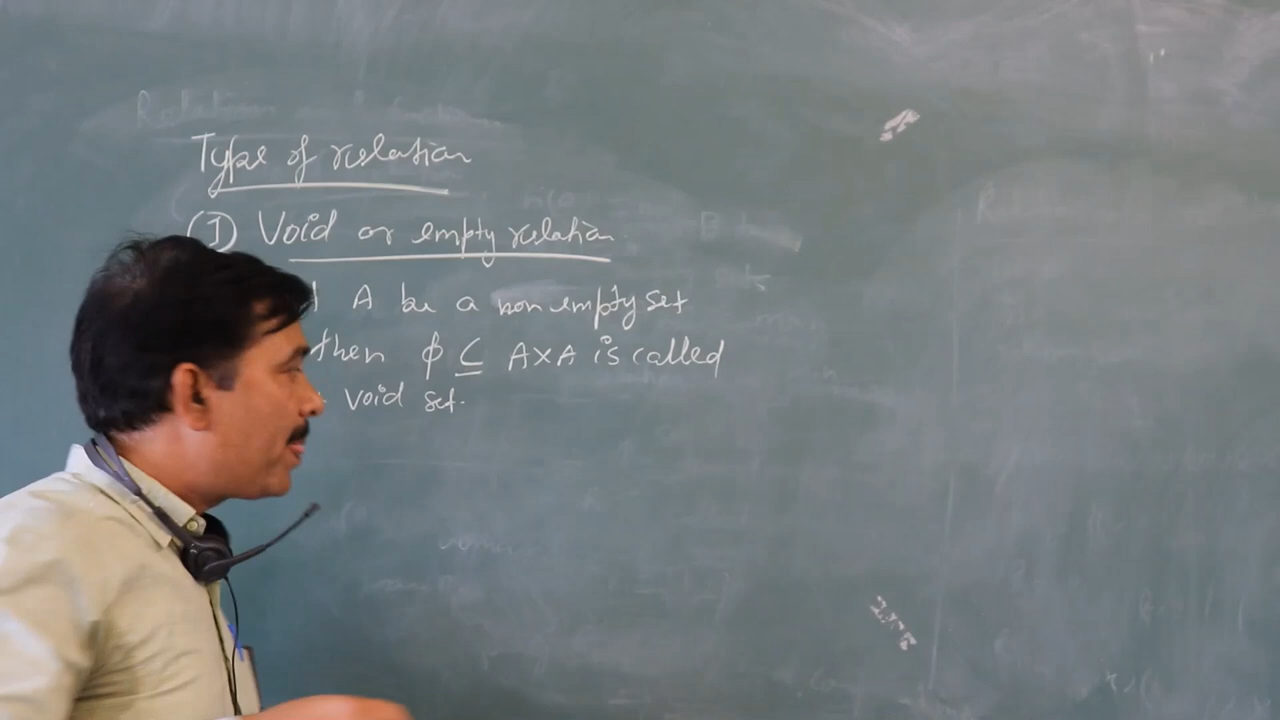 Type of relation
(I) Void or empty relation
A be a non empty set
then ϕ ⊆ A×A is called
void set.